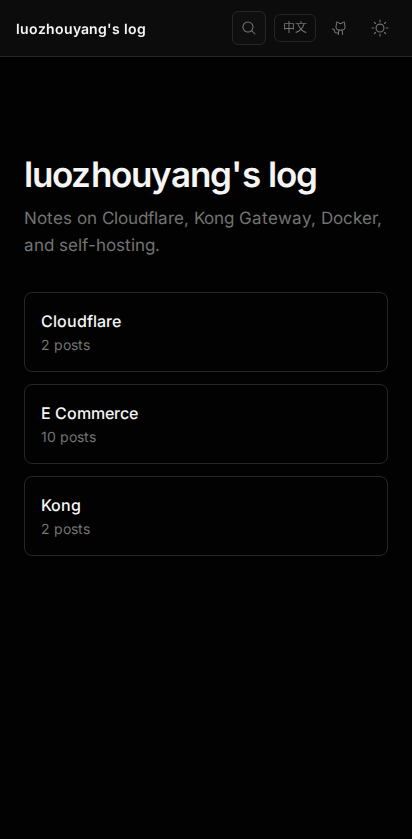 luozhouyang's log
中文
luozhouyang's log
Notes on Cloudflare, Kong Gateway, Docker,
and self-hosting.
Cloudflare
2 posts
E Commerce
10 posts
Kong
2 posts